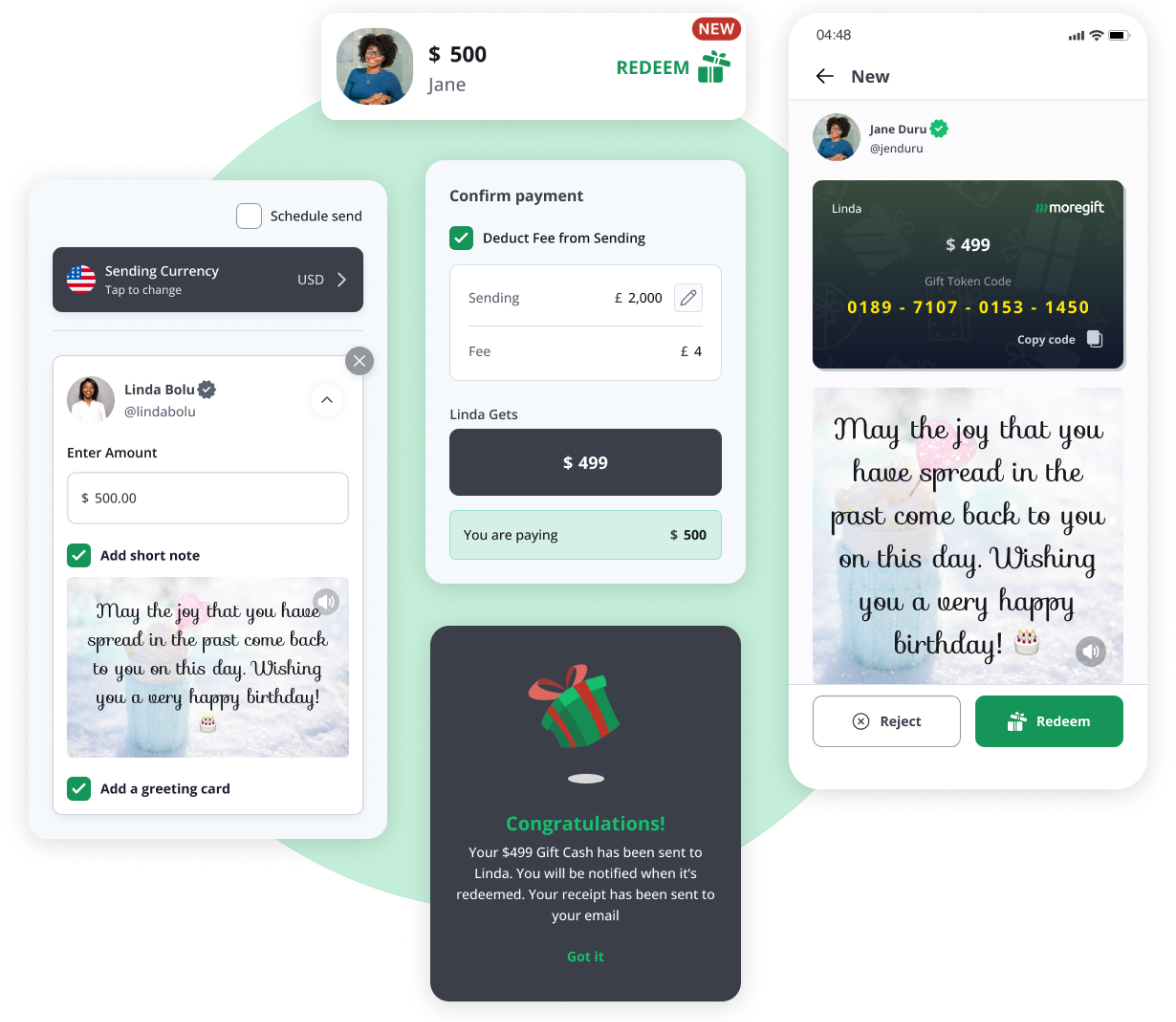 NEW
$ 500
REDEEM
Jane
Schedule send
Sending Currency
Tap to change
USD
Linda Bolu
@lindabolu
Enter Amount
$ 500.00
Add short note
May the joy that you have
spread in the past come back
to you on this day. Wishing
you a very happy birthday!
🎂
Add a greeting card
Confirm payment
Deduct Fee from Sending
Sending £ 2,000
Fee £ 4
Linda Gets
$ 499
You are paying $ 500
Congratulations!
Your $499 Gift Cash has been sent to
Linda. You will be notified when it's
redeemed. Your receipt has been sent to
your email
Got it
04:48
New
Jane Duru
@jenduru
Linda
moregift
$ 499
Gift Token Code
0189 - 7107 - 0153 - 1450
Copy code
May the joy that you
have spread in the
past come back to you
on this day. Wishing
you a very happy
birthday! 🎂
Reject
Redeem